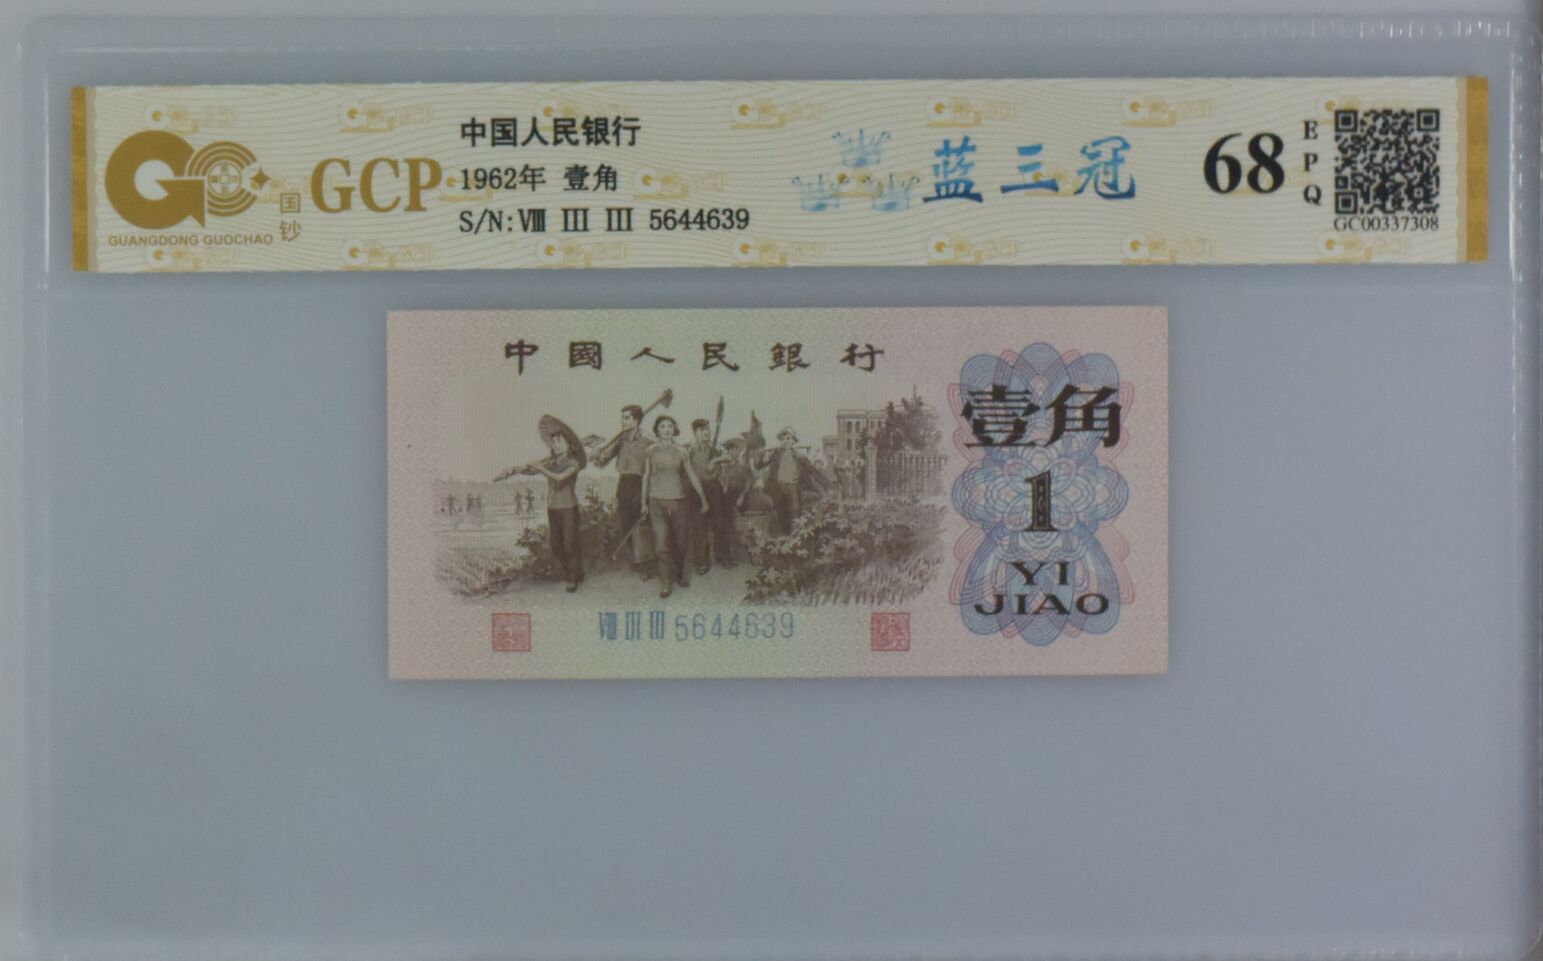 GUANGDONG GUOCHAO
国钞
GCP
中国人民银行
1962年 壹角
S/N:Ⅷ Ⅲ Ⅲ 5644639
蓝三冠
68
EPQ
GC00337308
中國人民銀行
壹角
1
YI
JIAO
Ⅷ Ⅲ Ⅲ 5644639